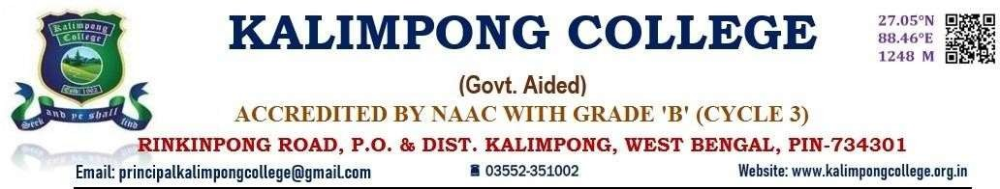 Kalimpong
College
Estd. 1962
Seek and ye shall find
KALIMPONG COLLEGE
27.05°N
88.46°E
1248 M
(Govt. Aided)
ACCREDITED BY NAAC WITH GRADE 'B' (CYCLE 3)
RINKINPONG ROAD, P.O. & DIST. KALIMPONG, WEST BENGAL, PIN-734301
Email: principalkalimpongcollege@gmail.com
03552-351002
Website: www.kalimpongcollege.org.in